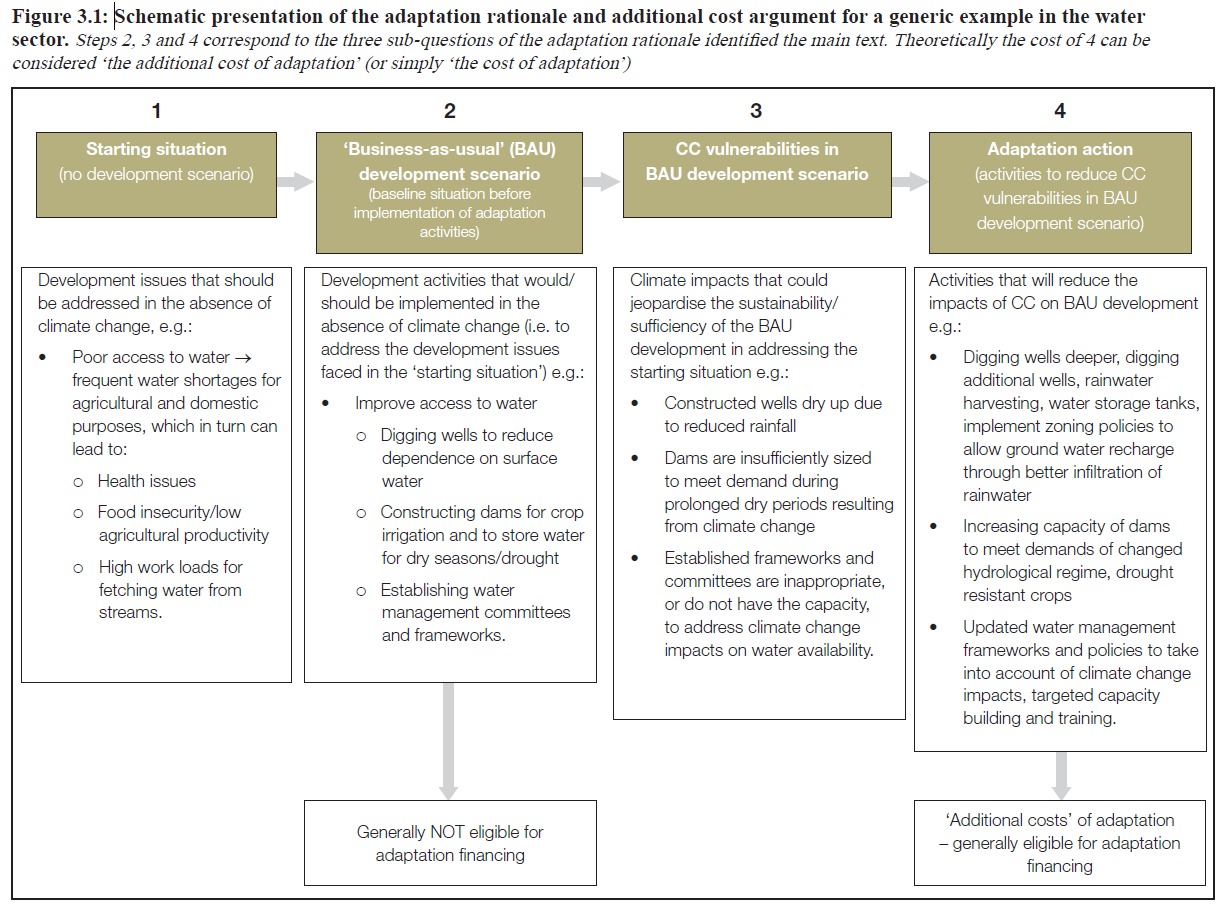 Figure 3.1: Schematic presentation of the adaptation rationale and additional cost argument for a generic example in the water
sector. Steps 2, 3 and 4 correspond to the three sub-questions of the adaptation rationale identified the main text. Theoretically the cost of 4 can be
considered ‘the additional cost of adaptation’ (or simply ‘the cost of adaptation’)
1
Starting situation
(no development scenario)
Development issues that should
be addressed in the absence of
climate change, e.g.:
• Poor access to water →
frequent water shortages for
agricultural and domestic
purposes, which in turn can
lead to:
o Health issues
o Food insecurity/low
agricultural productivity
o High work loads for
fetching water from
streams.
2
‘Business-as-usual’ (BAU)
development scenario
(baseline situation before
implementation of adaptation
activities)
Development activities that would/
should be implemented in the
absence of climate change (i.e. to
address the development issues
faced in the ‘starting situation’) e.g.:
• Improve access to water
o Digging wells to reduce
dependence on surface
water
o Constructing dams for crop
irrigation and to store water
for dry seasons/drought
o Establishing water
management committees
and frameworks.
Generally NOT eligible for
adaptation financing
3
CC vulnerabilities in
BAU development scenario
Climate impacts that could
jeopardise the sustainability/
sufficiency of the BAU
development in addressing the
starting situation e.g.:
• Constructed wells dry up due
to reduced rainfall
• Dams are insufficiently sized
to meet demand during
prolonged dry periods resulting
from climate change
• Established frameworks and
committees are inappropriate,
or do not have the capacity,
to address climate change
impacts on water availability.
4
Adaptation action
(activities to reduce CC
vulnerabilities in BAU
development scenario)
Activities that will reduce the
impacts of CC on BAU development
e.g.:
• Digging wells deeper, digging
additional wells, rainwater
harvesting, water storage tanks,
implement zoning policies to
allow ground water recharge
through better infiltration of
rainwater
• Increasing capacity of dams
to meet demands of changed
hydrological regime, drought
resistant crops
• Updated water management
frameworks and policies to take
into account of climate change
impacts, targeted capacity
building and training.
‘Additional costs’ of adaptation
– generally eligible for adaptation
financing